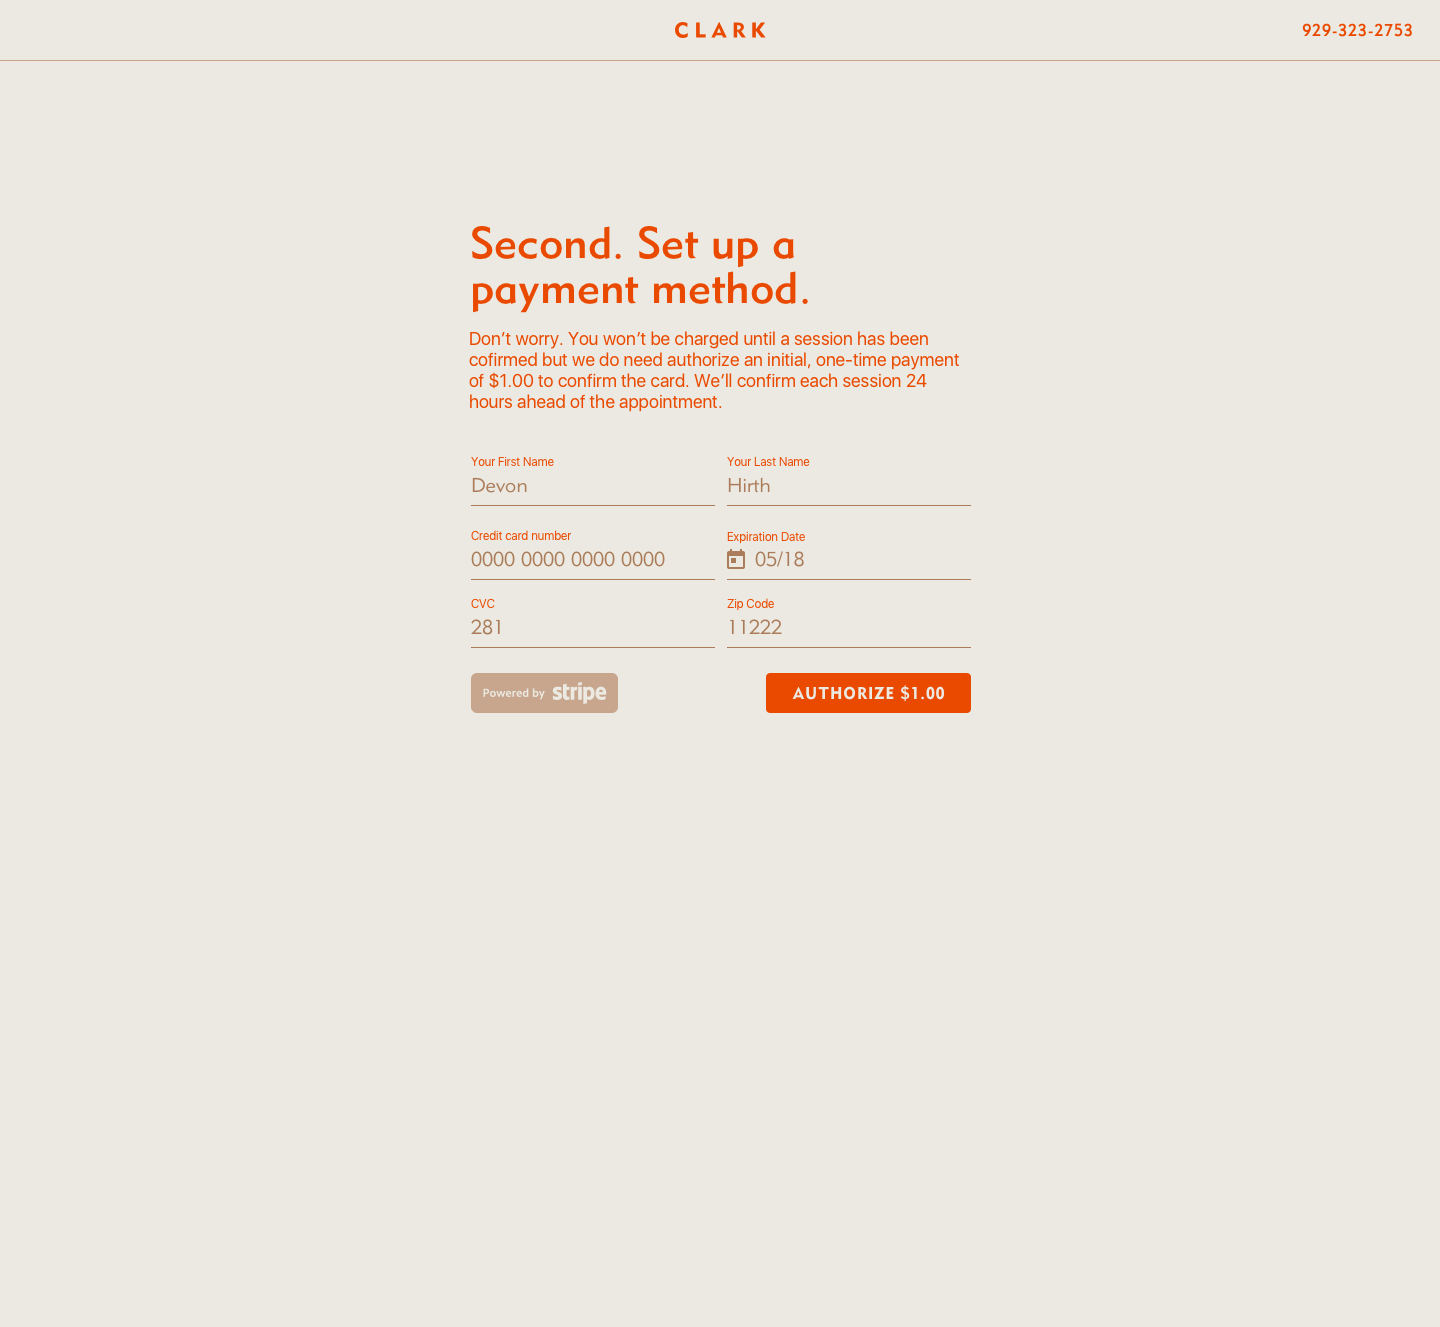 CLARK
929-323-2753
Second. Set up a
payment method.
Don’t worry. You won’t be charged until a session has been
cofirmed but we do need authorize an initial, one-time payment
of $1.00 to confirm the card. We’ll confirm each session 24
hours ahead of the appointment.
Your First Name
Devon
Your Last Name
Hirth
Credit card number
0000 0000 0000 0000
Expiration Date
05/18
CVC
281
Zip Code
11222
Powered by stripe
AUTHORIZE $1.00